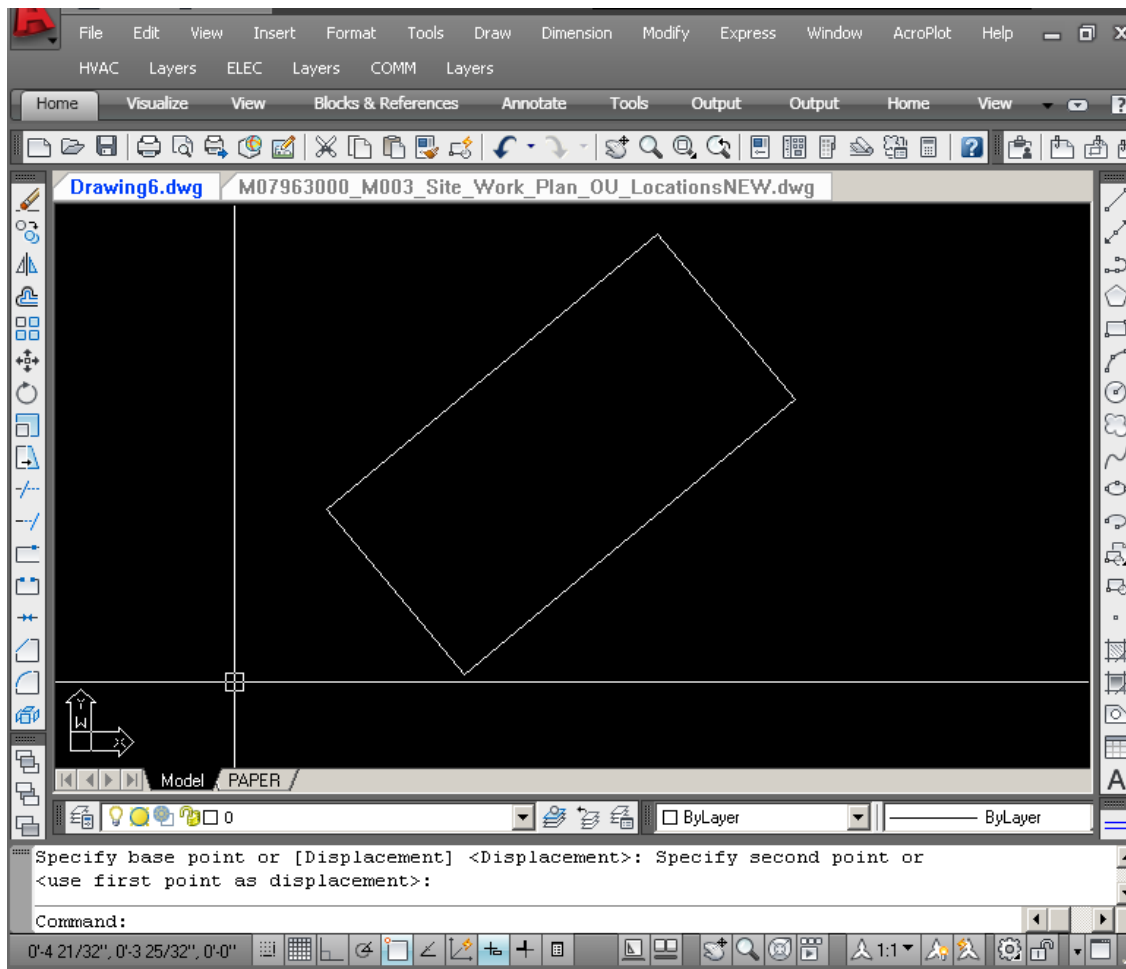 File Edit View Insert Format Tools Draw Dimension Modify Express Window AcroPlot Help
HVAC Layers ELEC Layers COMM Layers
Home Visualize View Blocks & References Annotate Tools Output Output Home View
Drawing6.dwg M07963000_M003_Site_Work_Plan_OU_LocationsNEW.dwg
Y
W
X
Model PAPER
0 ByLayer ByLayer
Specify base point or [Displacement] <Displacement>: Specify second point or
<use first point as displacement>:
Command:
0'-4 21/32", 0'-3 25/32", 0'-0" 1:1